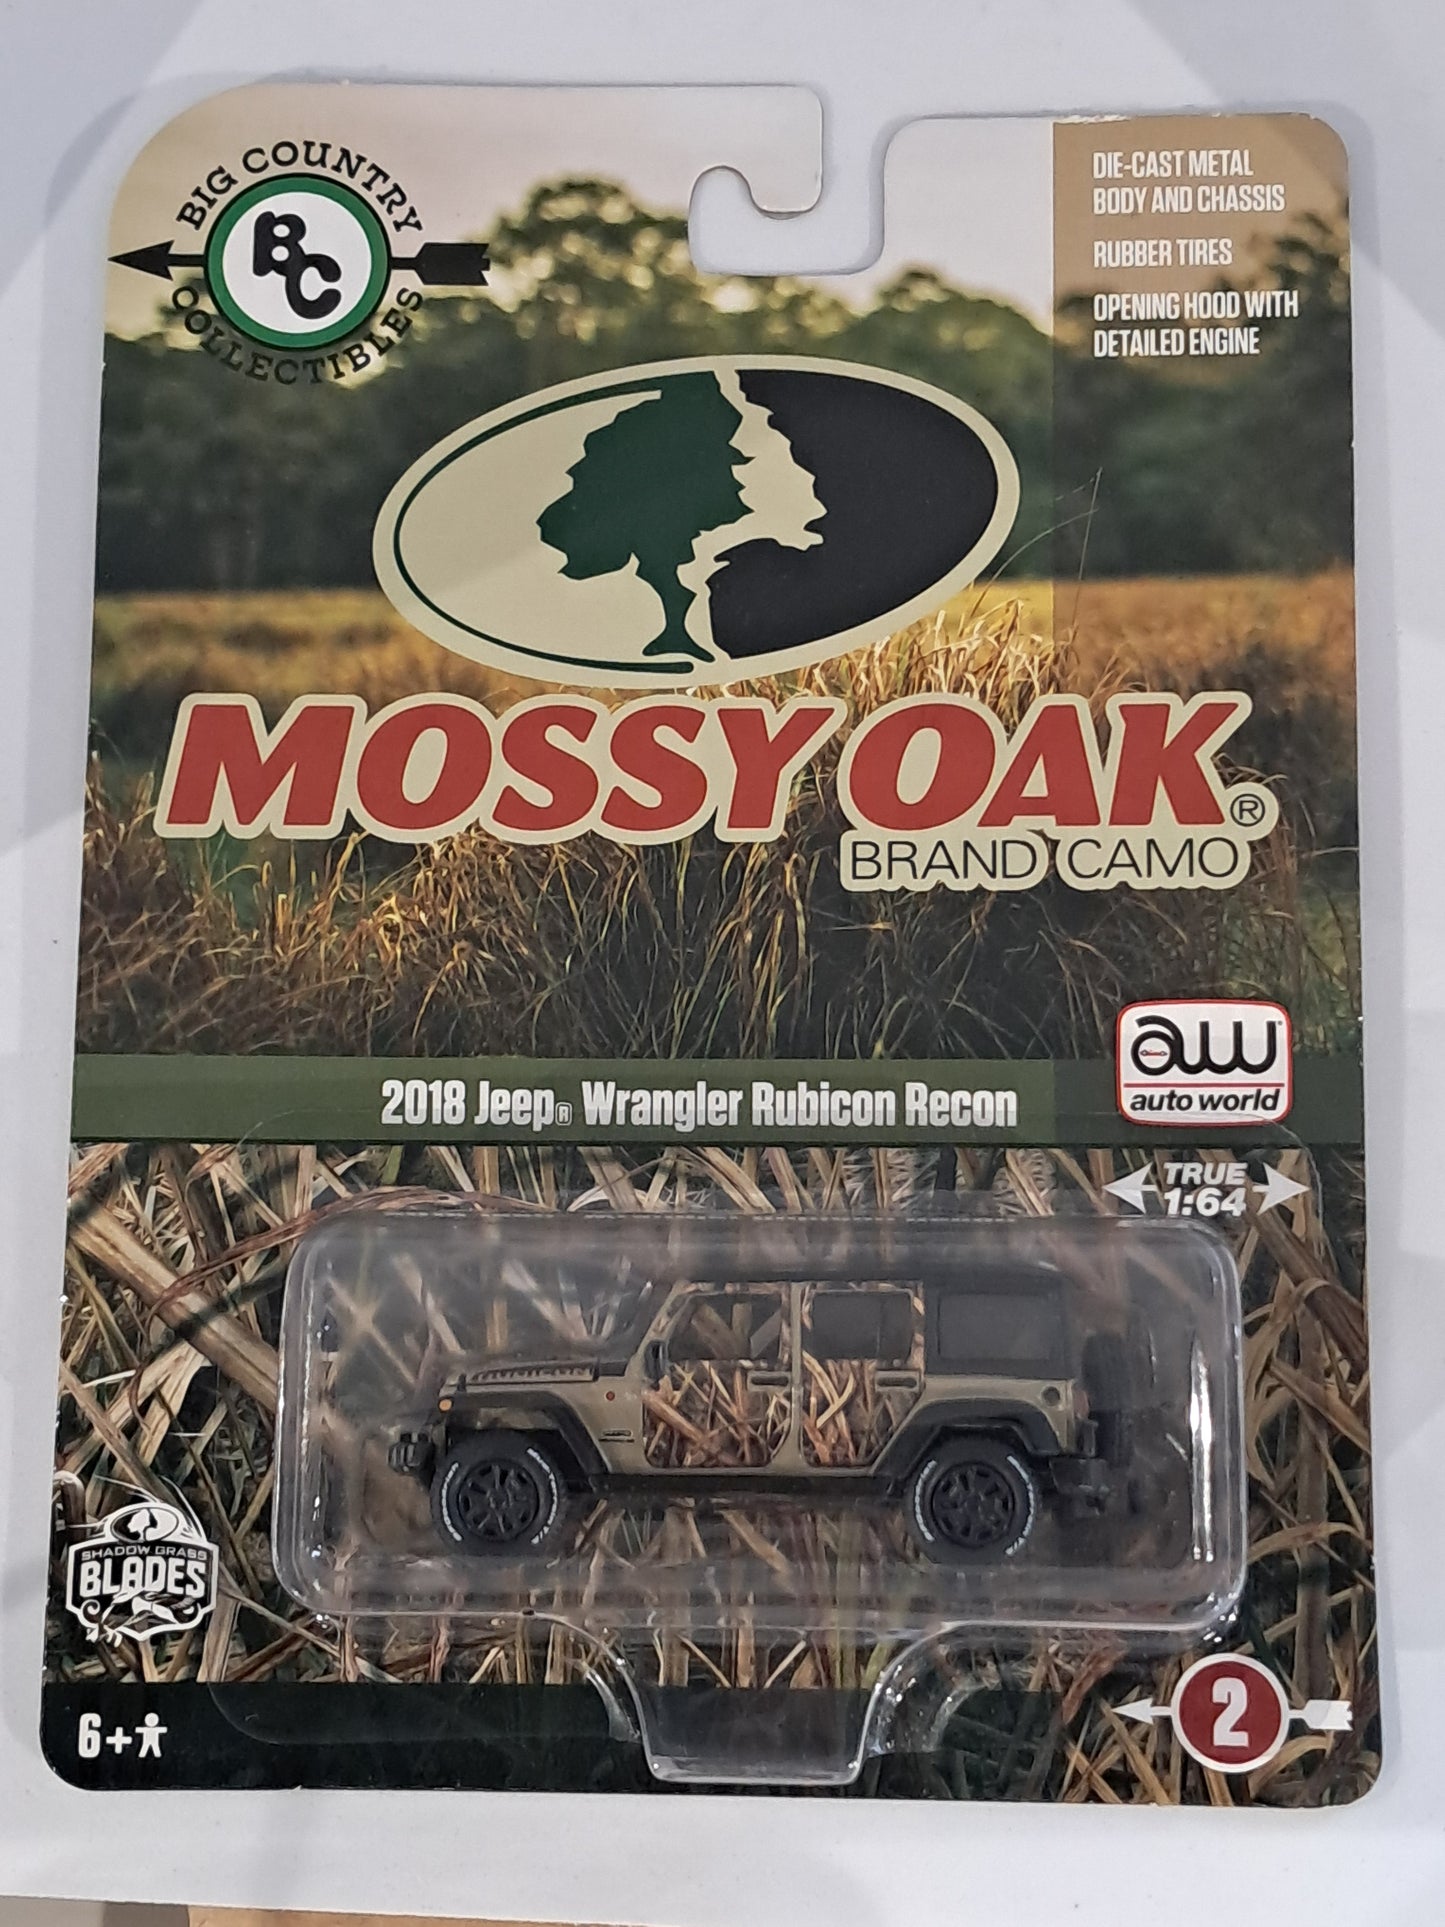 BIG COUNTRY
BC
COLLECTIBLES
DIE-CAST METAL
BODY AND CHASSIS
RUBBER TIRES
OPENING HOOD WITH
DETAILED ENGINE
MOSSY OAK®
BRAND CAMO
aw
auto world
2018 Jeep® Wrangler Rubicon Recon
TRUE
1:64
RUBICON
SHADOW GRASS
BLADES
6+
2